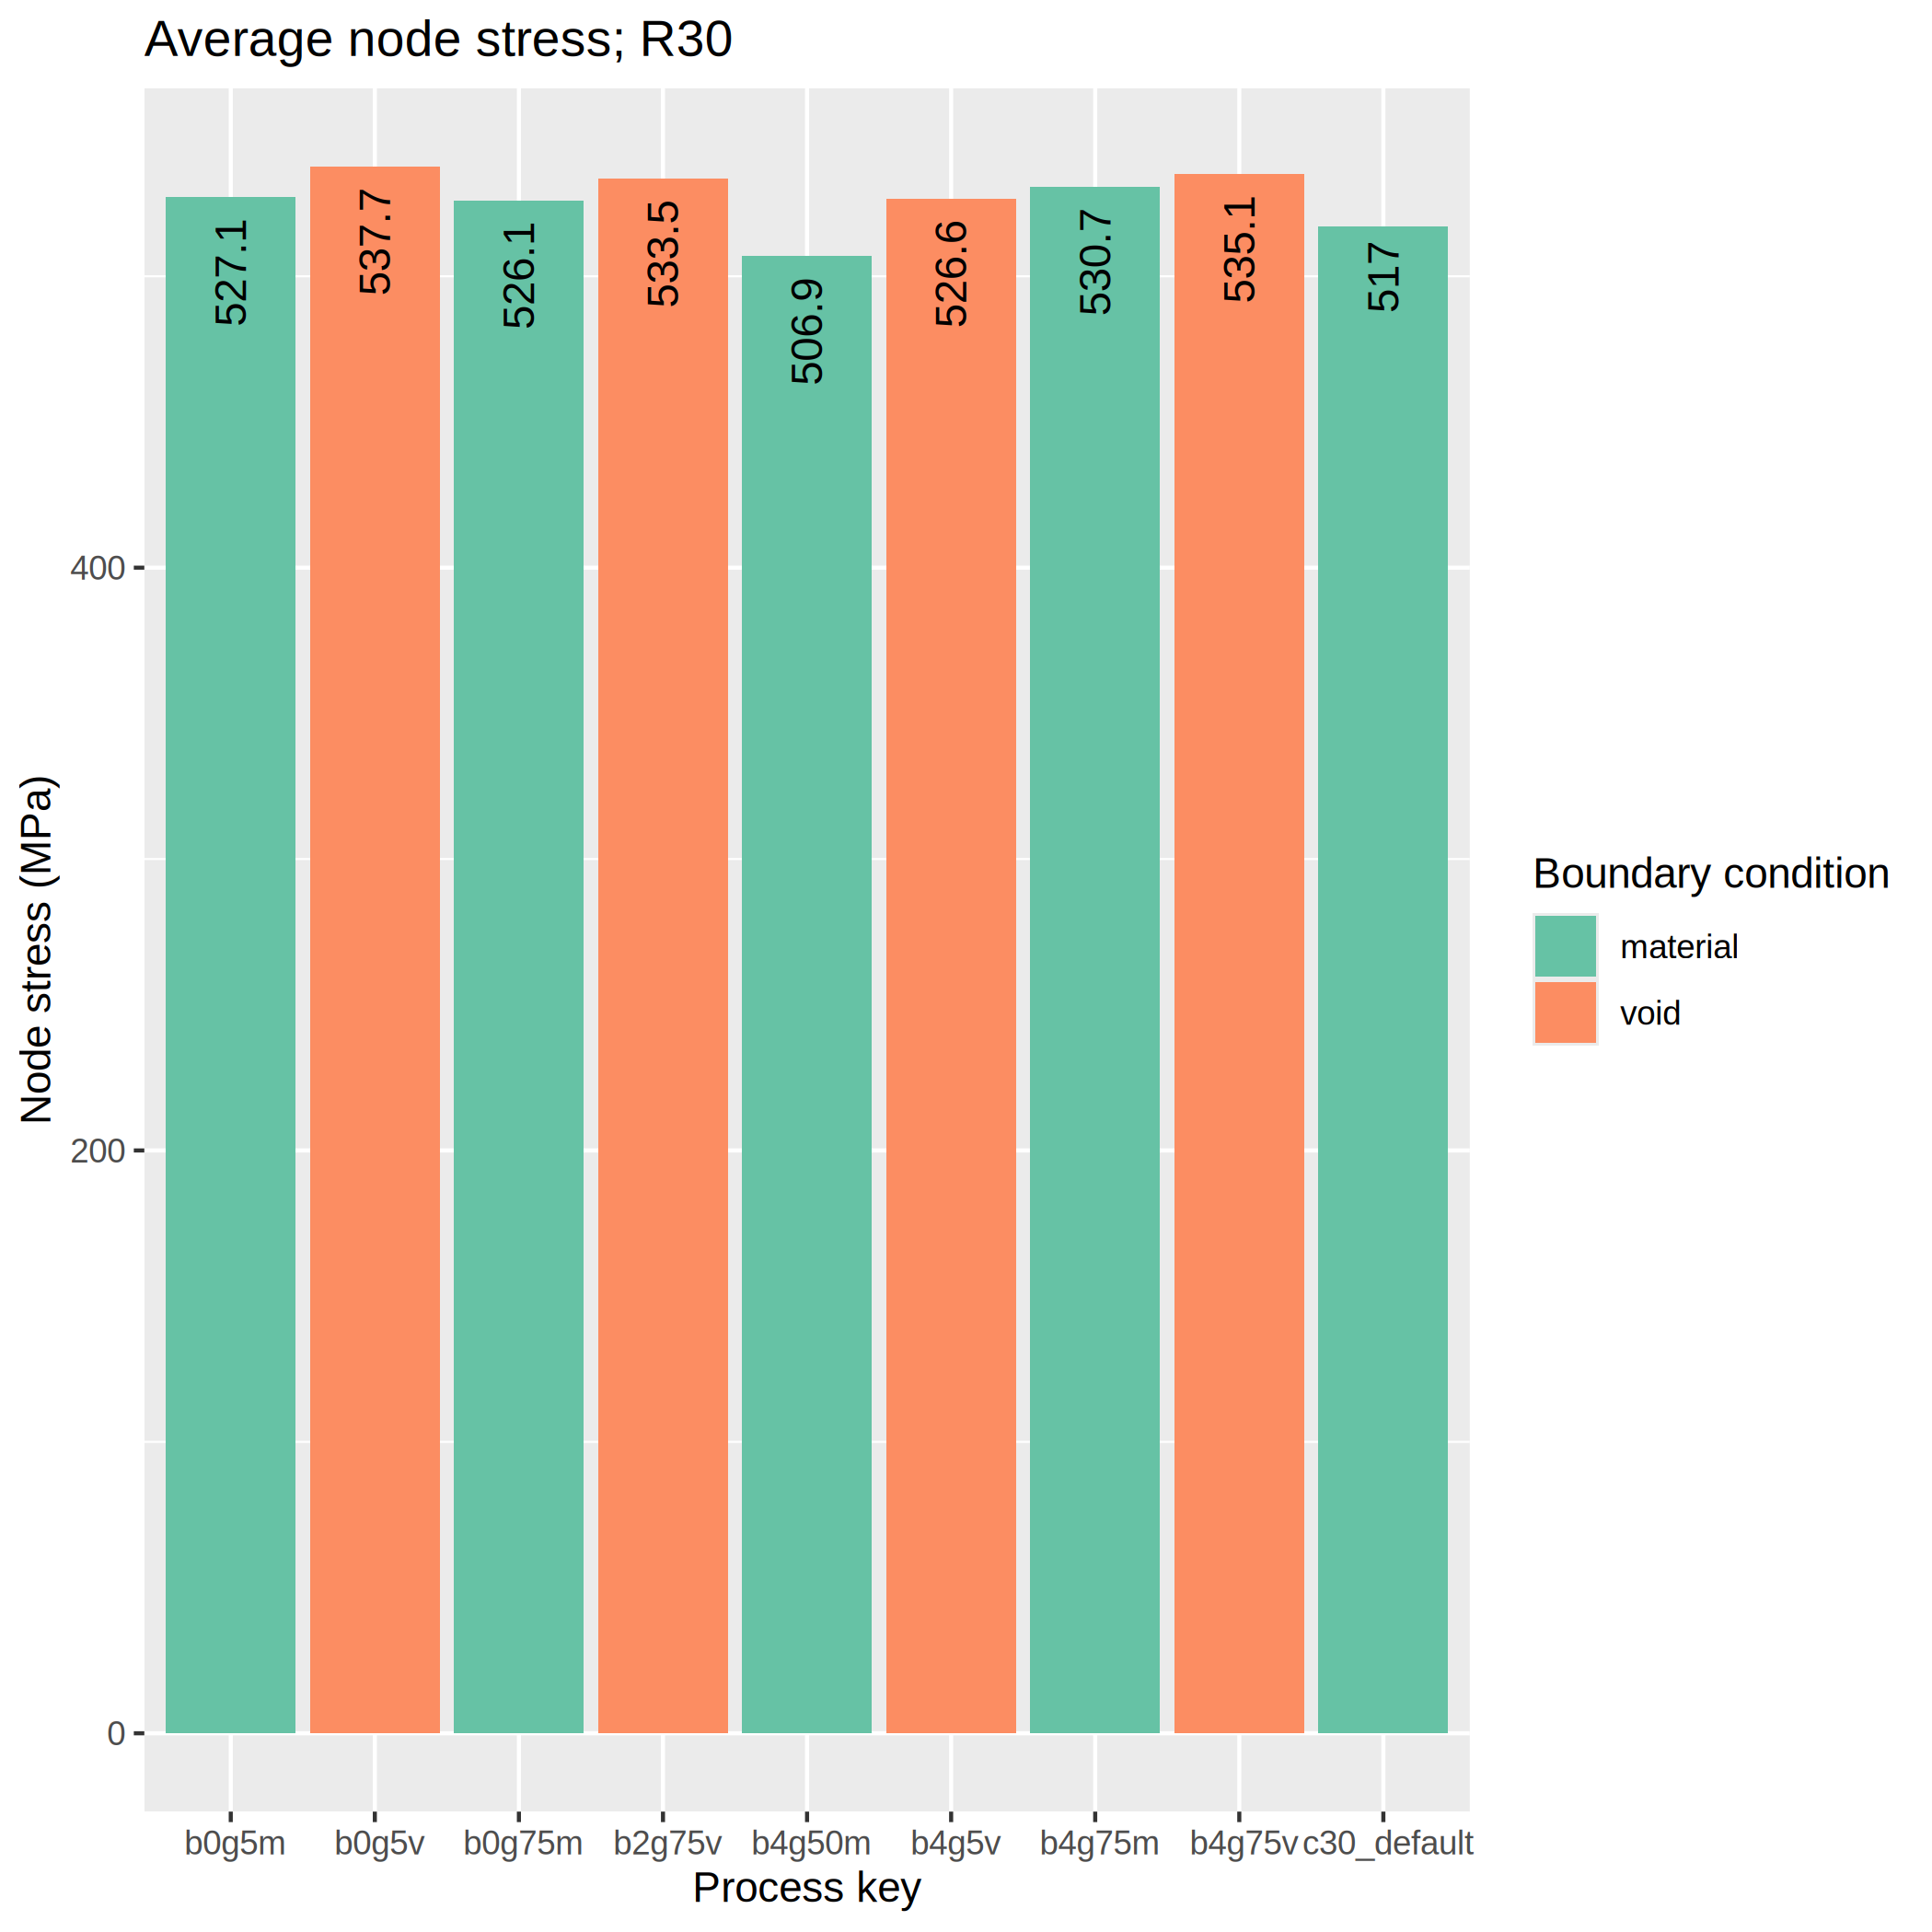 Average node stress; R30
527.1
537.7
526.1
533.5
506.9
526.6
530.7
535.1
517
400
200
0
Node stress (MPa)
b0g5m
b0g5v
b0g75m
b2g75v
b4g50m
b4g5v
b4g75m
b4g75v
c30_default
Process key
Boundary condition
material
void